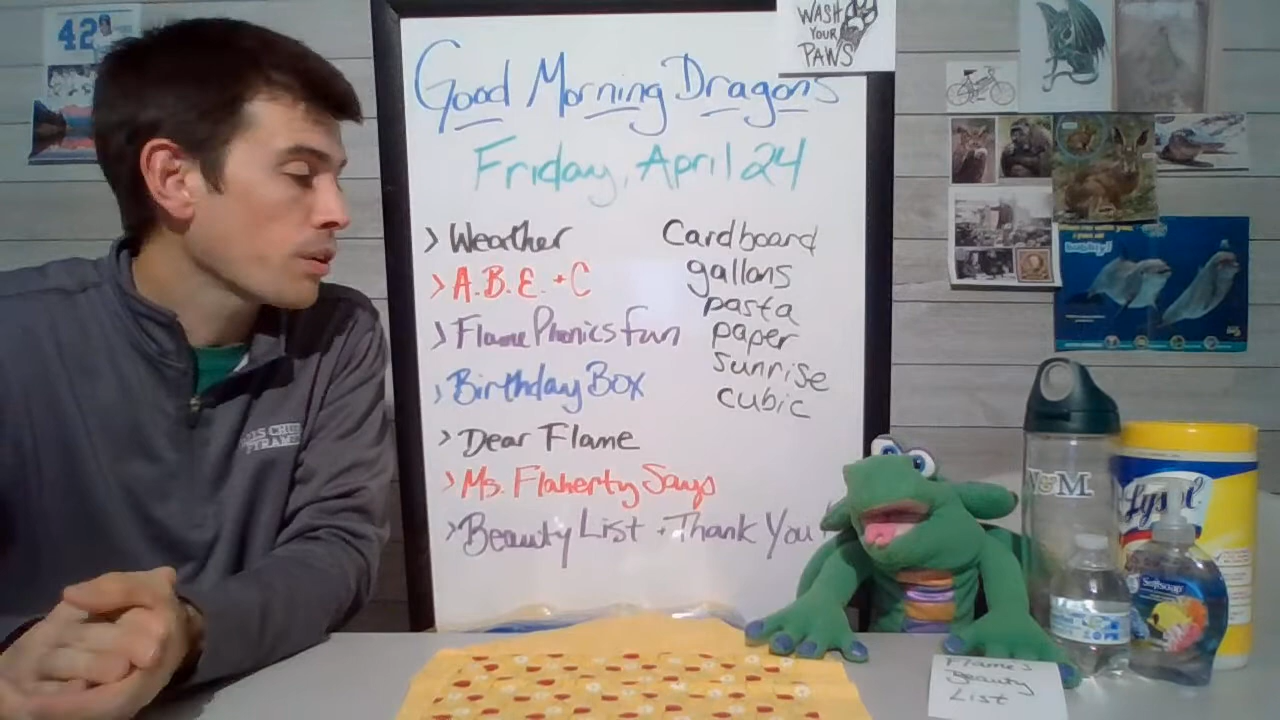 42
WASH
YOUR
PAWS
Good Morning Dragons
Friday, April 24
> Weather
> A.B.E. + C
> Flame Phonics fun
> Birthday Box
> Dear Flame
> Ms. Flaherty Says
> Beauty List + Thank You
Cardboard
gallons
pasta
paper
sunrise
cubic
W&M
Lysol
Softsoap
Flame's
Beauty
List